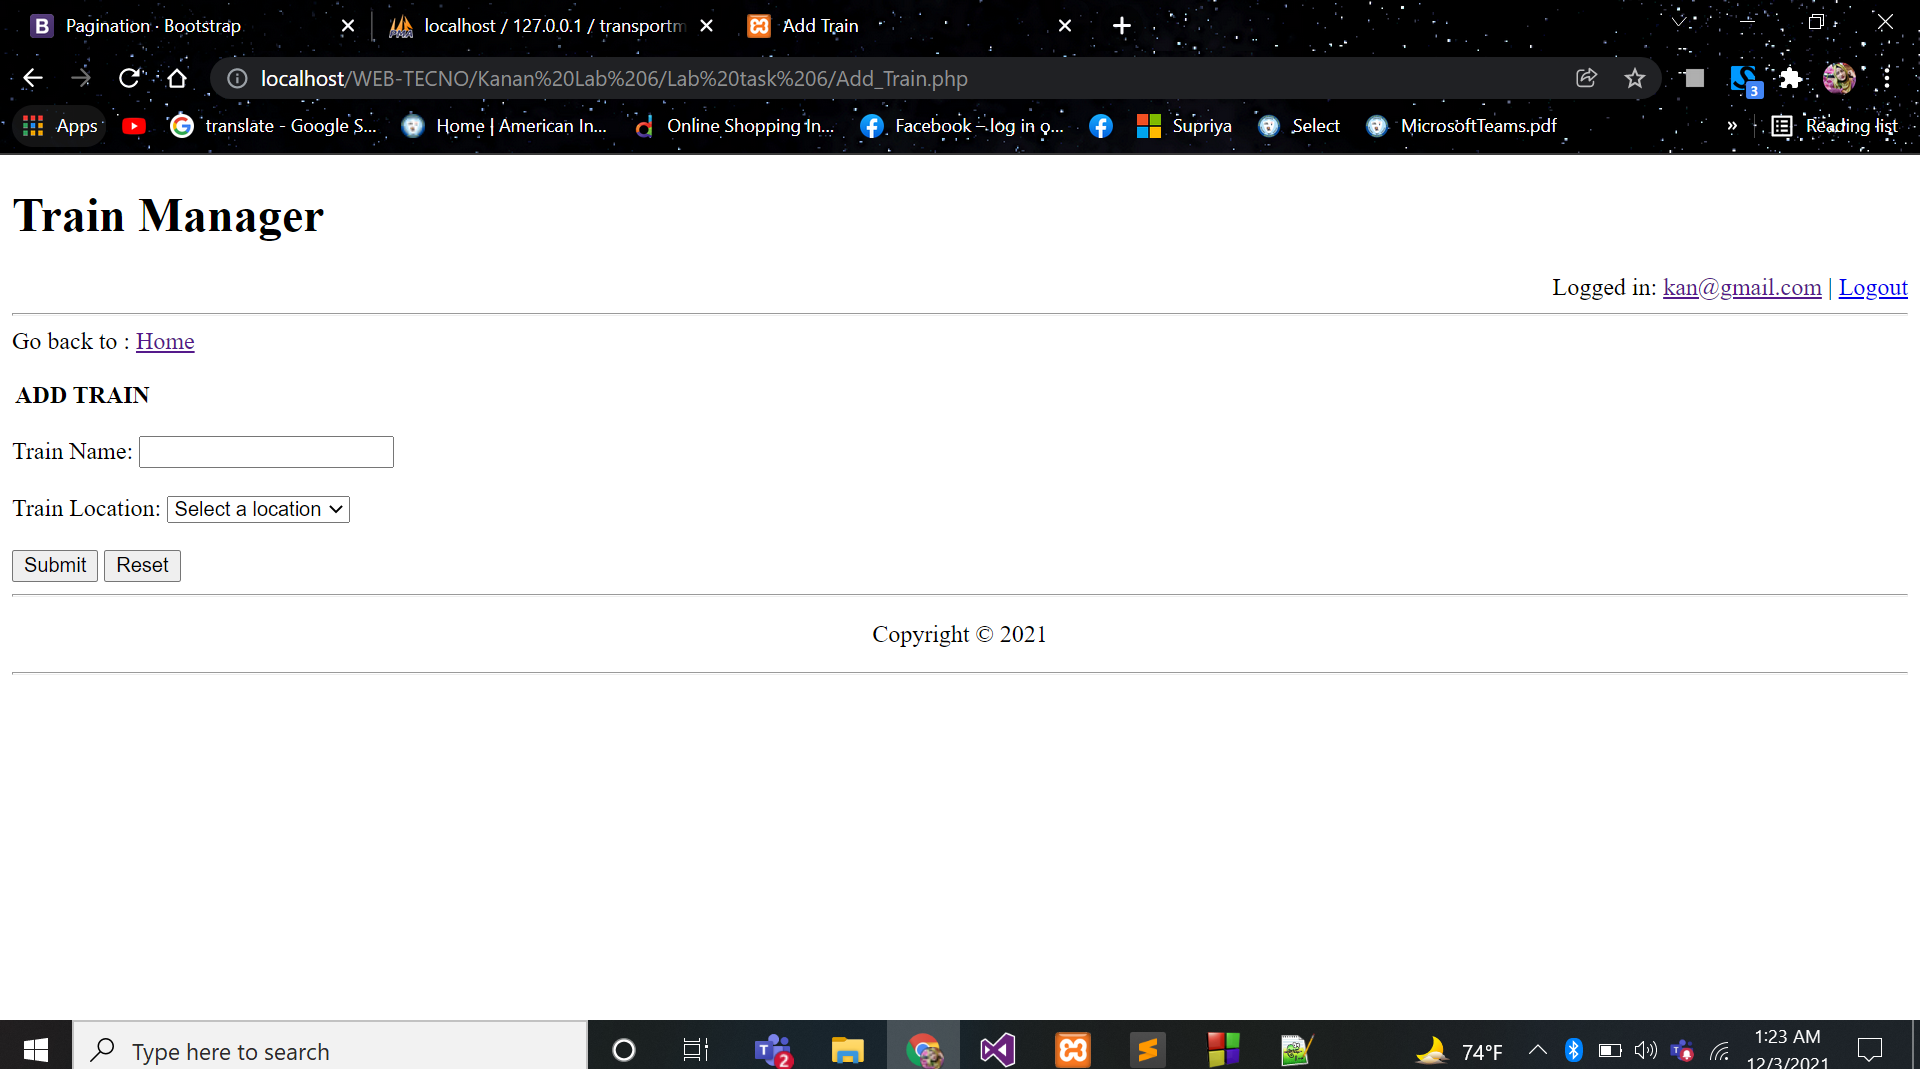 Pagination · Bootstrap
localhost / 127.0.0.1 / transportm
Add Train
localhost/WEB-TECNO/Kanan%20Lab%206/Lab%20task%206/Add_Train.php
3
Apps
translate - Google S...
Home | American In...
Online Shopping In...
Facebook – log in o...
Supriya
Select
MicrosoftTeams.pdf
»
Reading list
Train Manager
Logged in: kan@gmail.com | Logout
Go back to : Home
ADD TRAIN
Train Name:
Train Location: Select a location
Submit Reset
Copyright © 2021
Type here to search
2
74°F
1:23 AM
12/3/2021